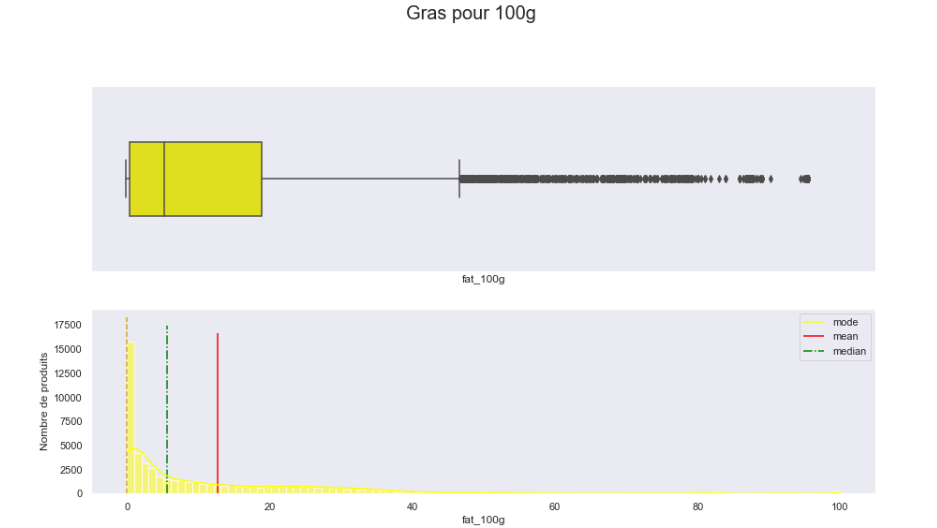 Gras pour 100g
fat_100g
17500
15000
12500
10000
7500
5000
2500
0
Nombre de produits
mode
mean
median
0 20 40 60 80 100
fat_100g